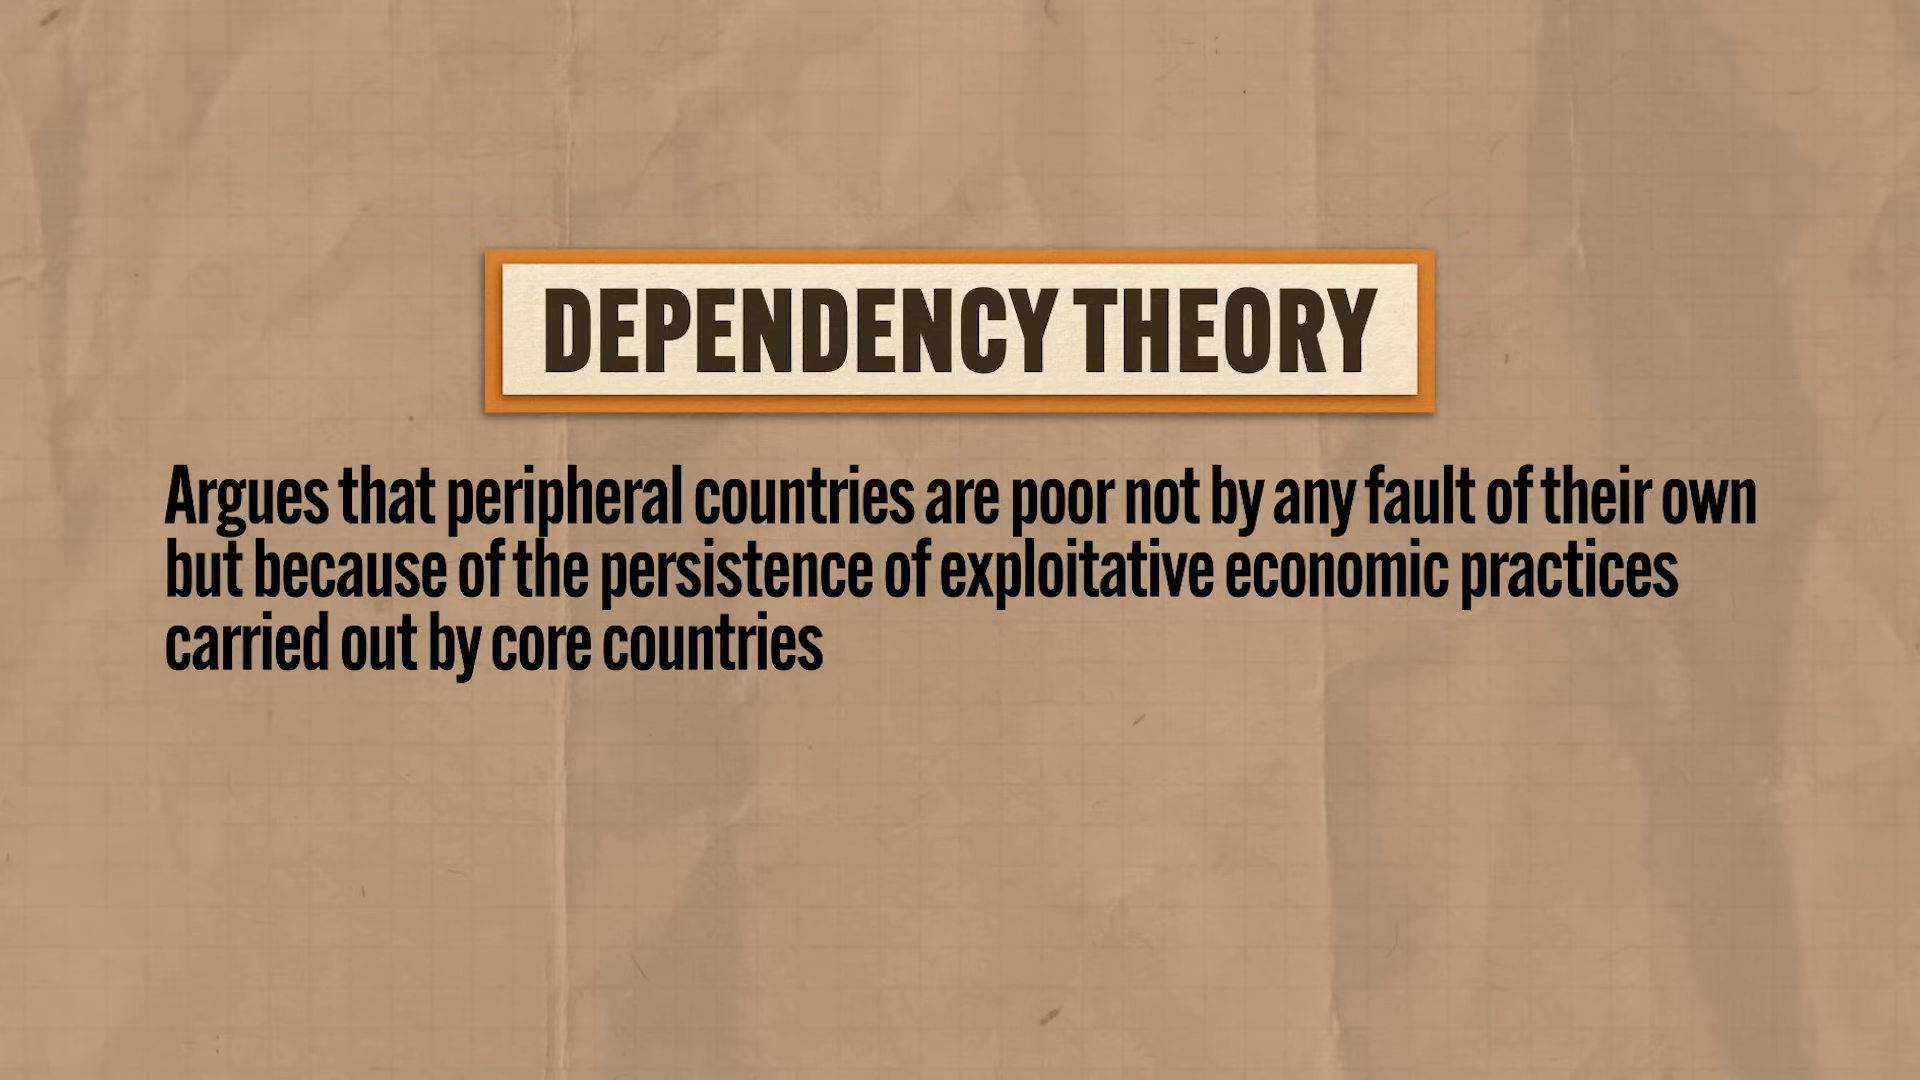 DEPENDENCY THEORY
Argues that peripheral countries are poor not by any fault of their own
but because of the persistence of exploitative economic practices
carried out by core countries